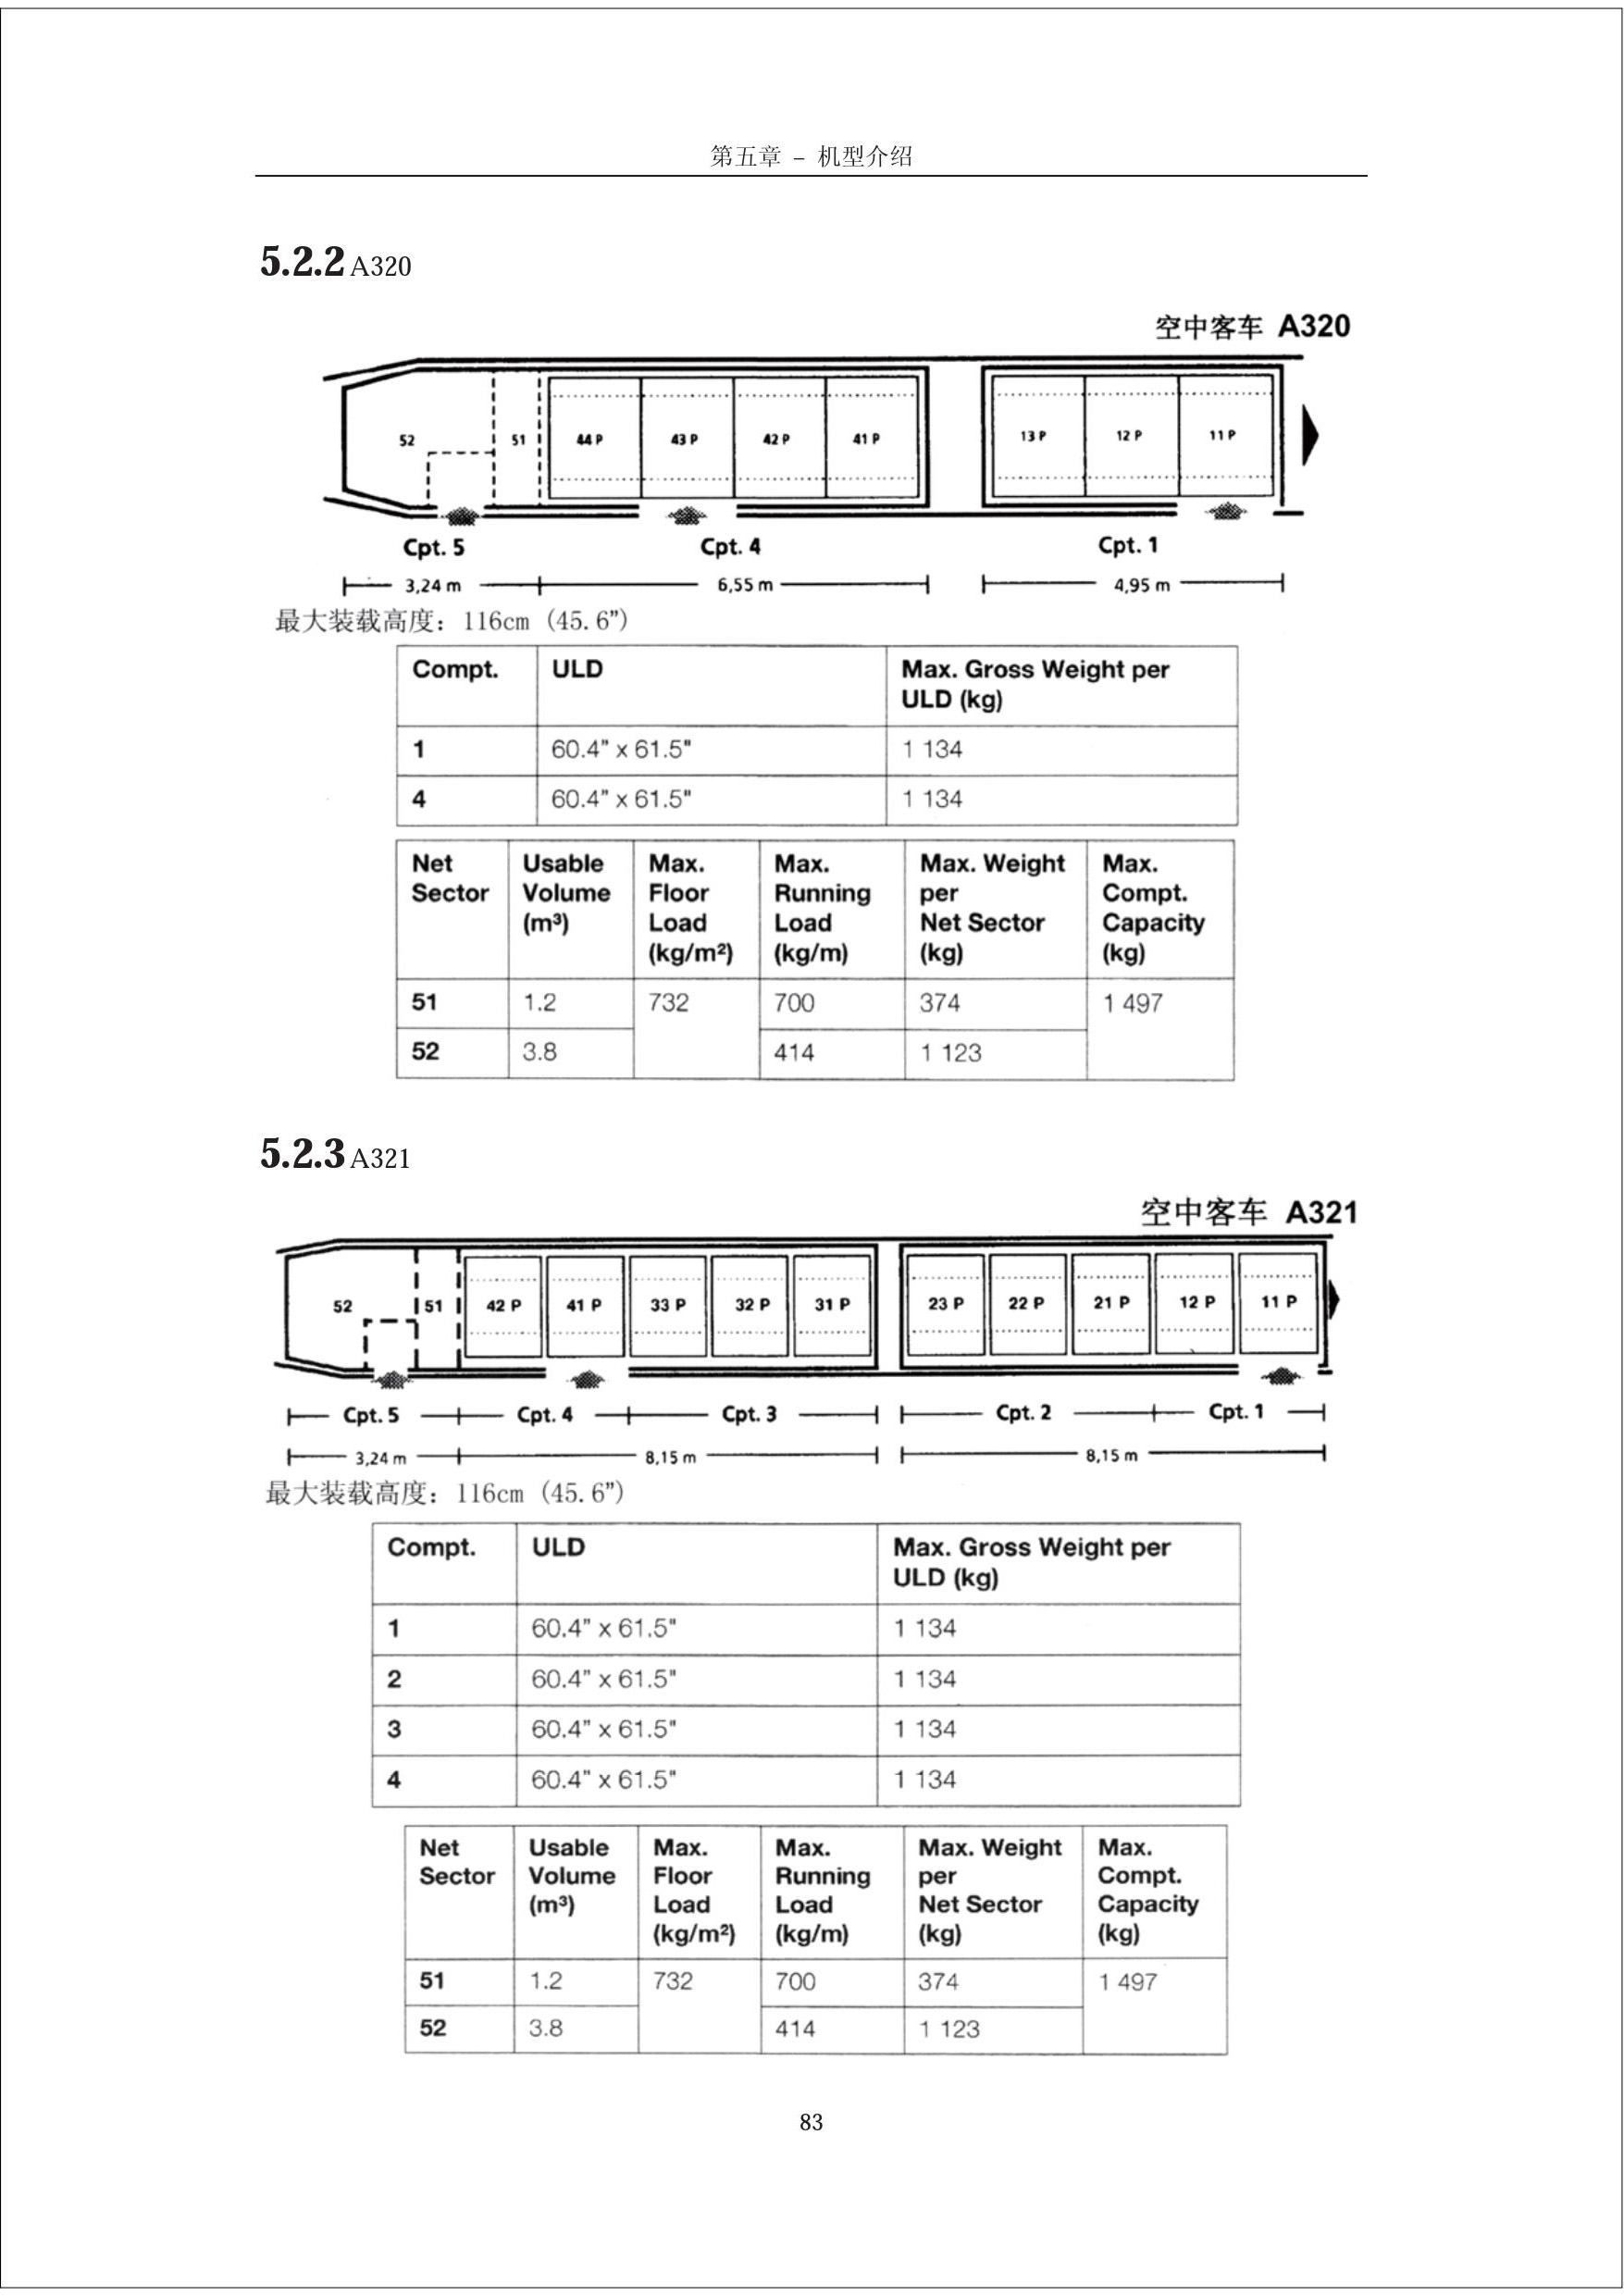 第五章 – 机型介绍
5.2.2 A320
空中客车 A320
52 51 44 P 43 P 42 P 41 P 13 P 12 P 11 P
Cpt. 5 Cpt. 4 Cpt. 1
3,24 m 6,55 m 4,95 m
最大装载高度：116cm (45.6”)
Compt. ULD Max. Gross Weight per
ULD (kg)
1 60.4” x 61.5" 1 134
4 60.4” x 61.5" 1 134
Net Usable Max. Max. Max. Weight Max.
Sector Volume Floor Running per Compt.
(m³) Load Load Net Sector Capacity
(kg/m²) (kg/m) (kg) (kg)
51 1.2 732 700 374 1 497
52 3.8 414 1 123
5.2.3 A321
空中客车 A321
52 51 42 P 41 P 33 P 32 P 31 P 23 P 22 P 21 P 12 P 11 P
Cpt. 5 Cpt. 4 Cpt. 3 Cpt. 2 Cpt. 1
3,24 m 8,15 m 8,15 m
最大装载高度：116cm (45.6”)
Compt. ULD Max. Gross Weight per
ULD (kg)
1 60.4” x 61.5" 1 134
2 60.4” x 61.5" 1 134
3 60.4” x 61.5" 1 134
4 60.4” x 61.5" 1 134
Net Usable Max. Max. Max. Weight Max.
Sector Volume Floor Running per Compt.
(m³) Load Load Net Sector Capacity
(kg/m²) (kg/m) (kg) (kg)
51 1.2 732 700 374 1 497
52 3.8 414 1 123
83